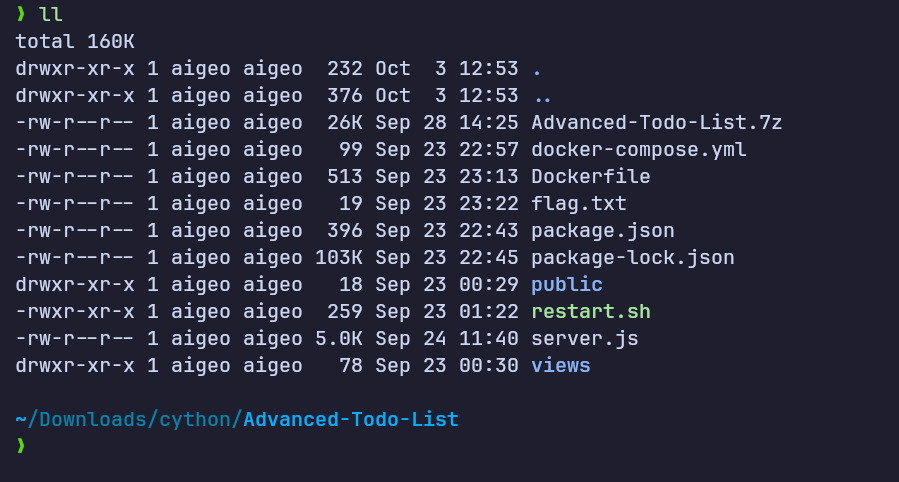 ❯ ll
total 160K
drwxr-xr-x 1 aigeo aigeo  232 Oct  3 12:53 .
drwxr-xr-x 1 aigeo aigeo  376 Oct  3 12:53 ..
-rw-r--r-- 1 aigeo aigeo  26K Sep 28 14:25 Advanced-Todo-List.7z
-rw-r--r-- 1 aigeo aigeo   99 Sep 23 22:57 docker-compose.yml
-rw-r--r-- 1 aigeo aigeo  513 Sep 23 23:13 Dockerfile
-rw-r--r-- 1 aigeo aigeo   19 Sep 23 23:22 flag.txt
-rw-r--r-- 1 aigeo aigeo  396 Sep 23 22:43 package.json
-rw-r--r-- 1 aigeo aigeo 103K Sep 23 22:45 package-lock.json
drwxr-xr-x 1 aigeo aigeo   18 Sep 23 00:29 public
-rwxr-xr-x 1 aigeo aigeo  259 Sep 23 01:22 restart.sh
-rw-r--r-- 1 aigeo aigeo 5.0K Sep 24 11:40 server.js
drwxr-xr-x 1 aigeo aigeo   78 Sep 23 00:30 views
~/Downloads/cython/Advanced-Todo-List
❯